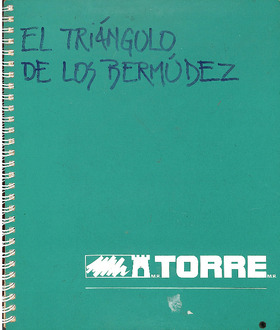 EL TRIÁNGULO
DE LOS BERMÚDEZ
M.R. TORRE M.R.